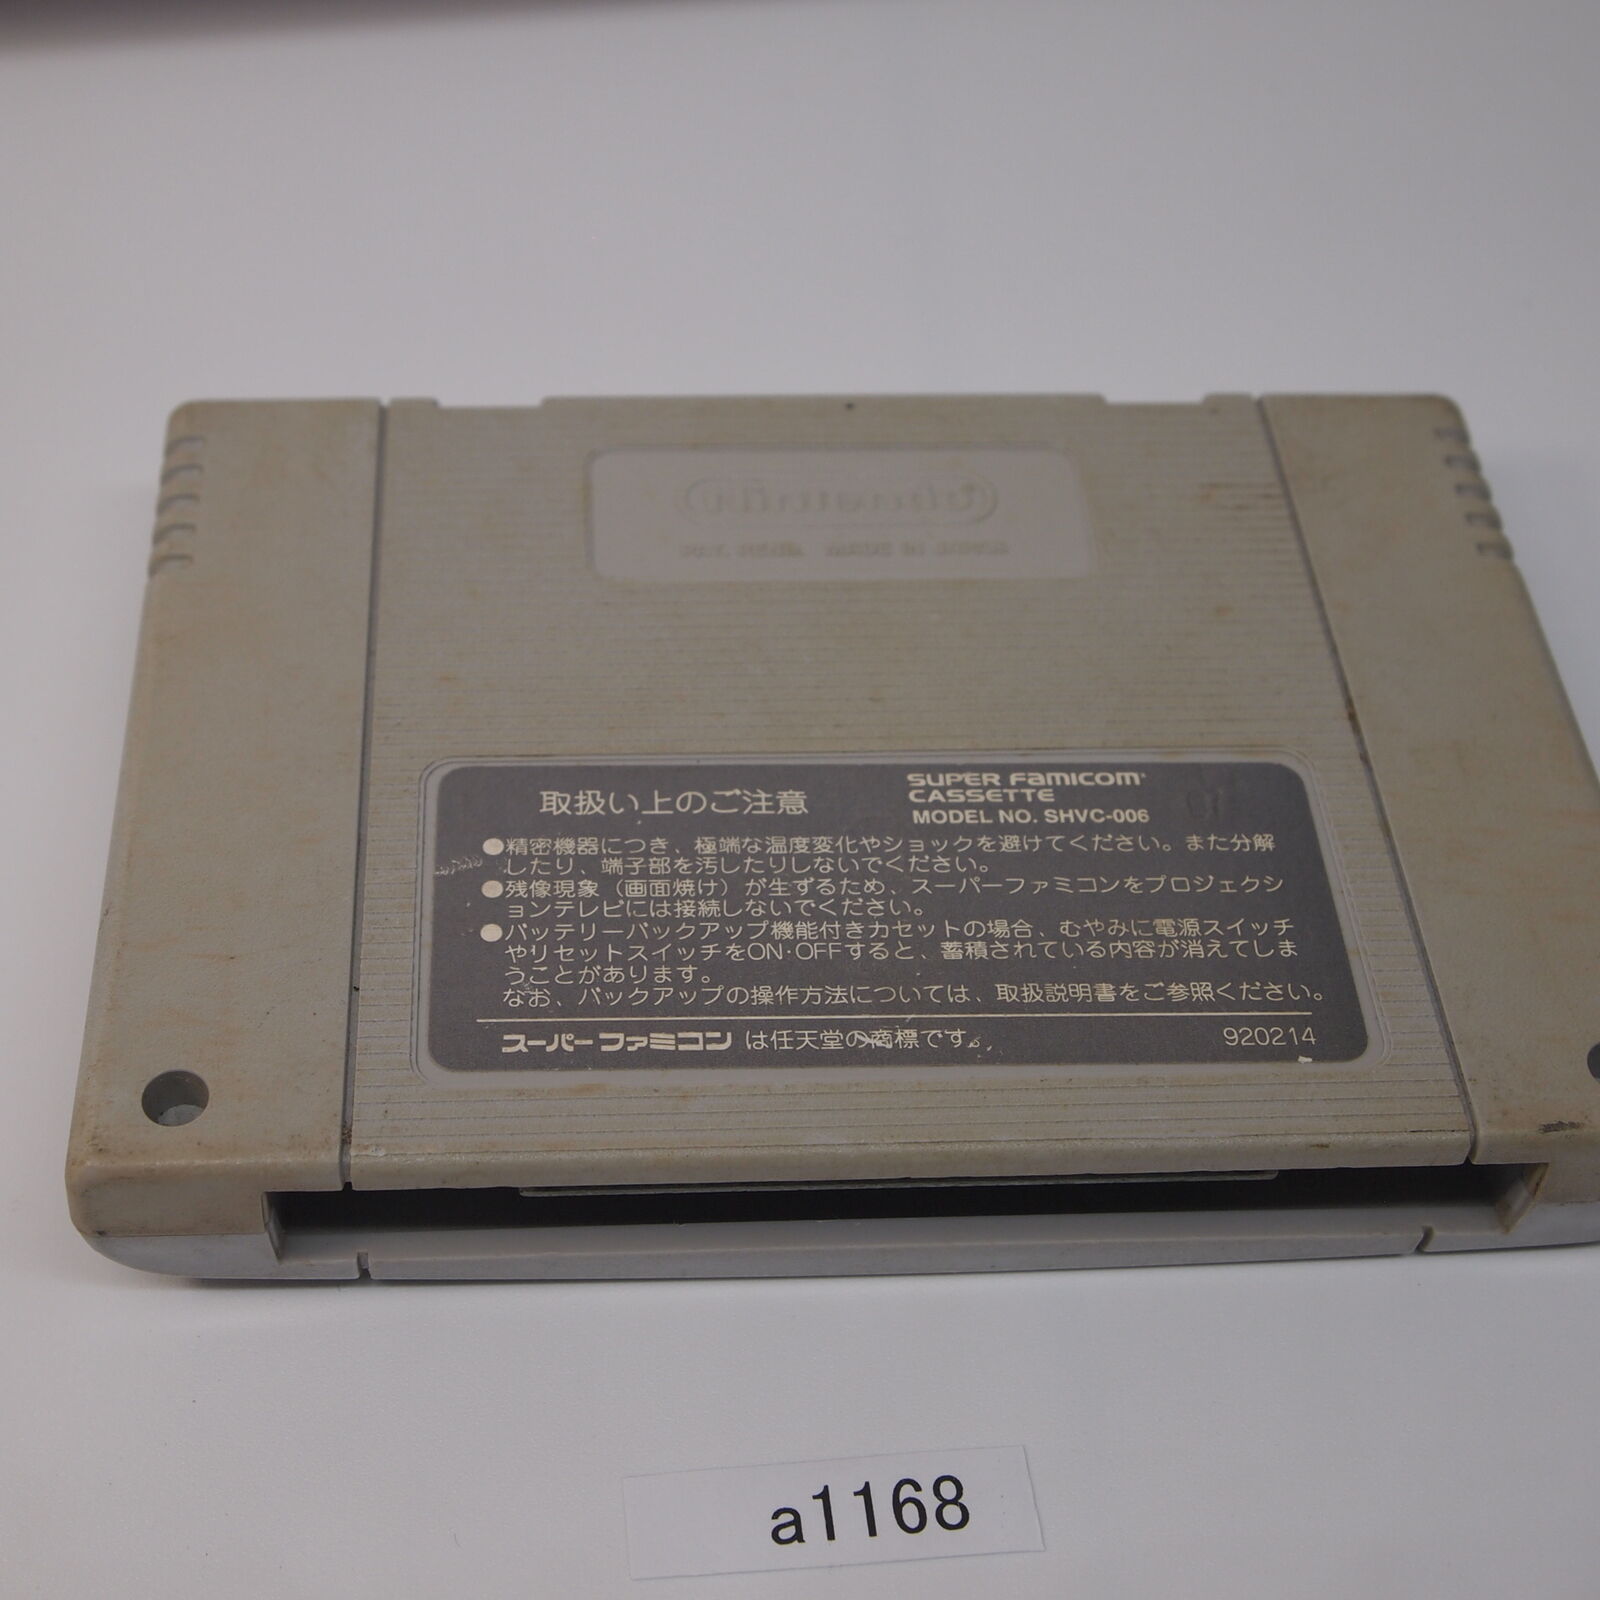 Nintendo
PAT. PEND. MADE IN JAPAN
取扱い上のご注意
SUPER FAMICOM
CASSETTE
MODEL NO. SHVC-006
●精密機器につき、極端な温度変化やショックを避けてください。また分解
したり、端子部を汚したりしないでください。
●残像現象（画面焼け）が生ずるため、スーパーファミコンをプロジェクシ
ョンテレビには接続しないでください。
●バッテリーバックアップ機能付きカセットの場合、むやみに電源スイッチ
やリセットスイッチをON·OFFすると、蓄積されている内容が消えてしま
うことがあります。
なお、バックアップの操作方法については、取扱説明書をご参照ください。
スーパーファミコン は任天堂の商標です。
920214
a1168